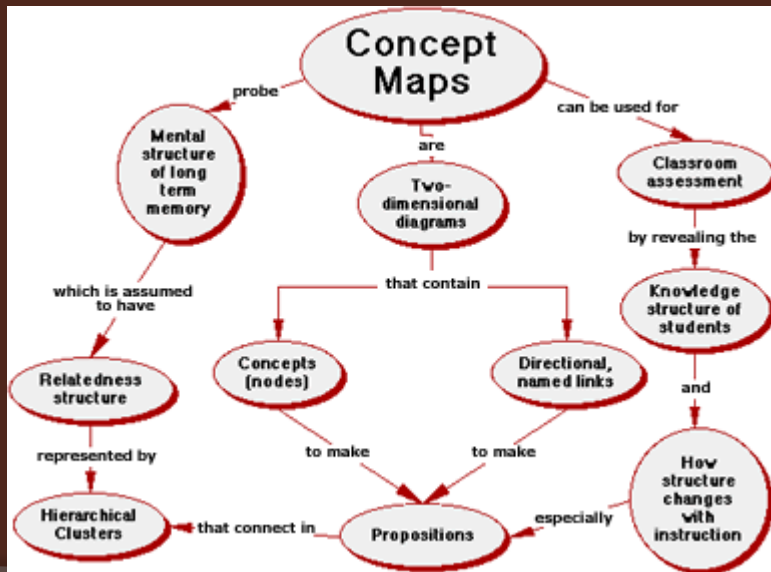 Concept
Maps
probe
can be used for
are
Mental
structure
of long
term
memory
Two-
dimensional
diagrams
Classroom
assessment
by revealing the
which is assumed
to have
that contain
Knowledge
structure of
students
Relatedness
structure
Concepts
(nodes)
Directional,
named links
and
represented by
to make
to make
How
structure
changes
with
instruction
Hierarchical
Clusters
that connect in
Propositions
especially